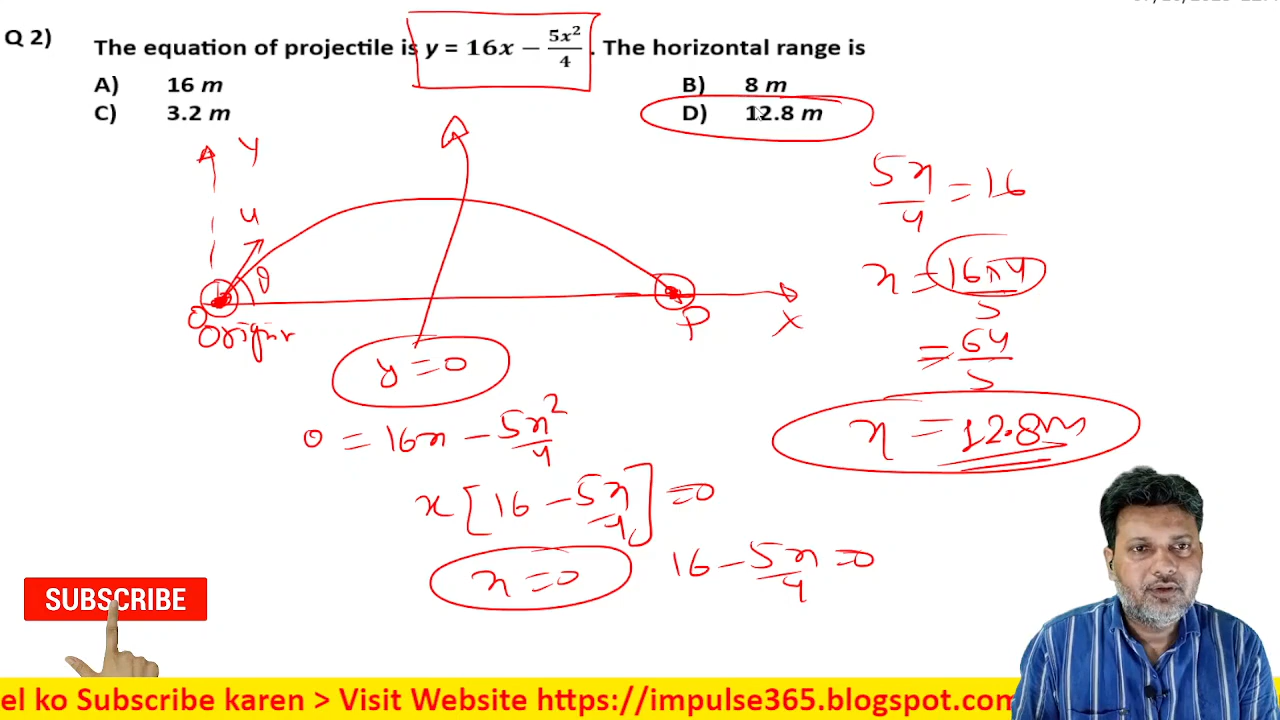 Q 2)
The equation of projectile is y = 16x − 5x²/4 . The horizontal range is
A) 16 m B) 8 m
C) 3.2 m D) 12.8 m
y
u
θ
O
Origin
P
X
y = 0
0 = 16x − 5x²/4
x[16 − 5x/4] = 0
x = 0 16 − 5x/4 = 0
5x/4 = 16
x = 16×4/5
= 64/5
x = 12.8m
SUBSCRIBE
el ko Subscribe karen > Visit Website https://impulse365.blogspot.com